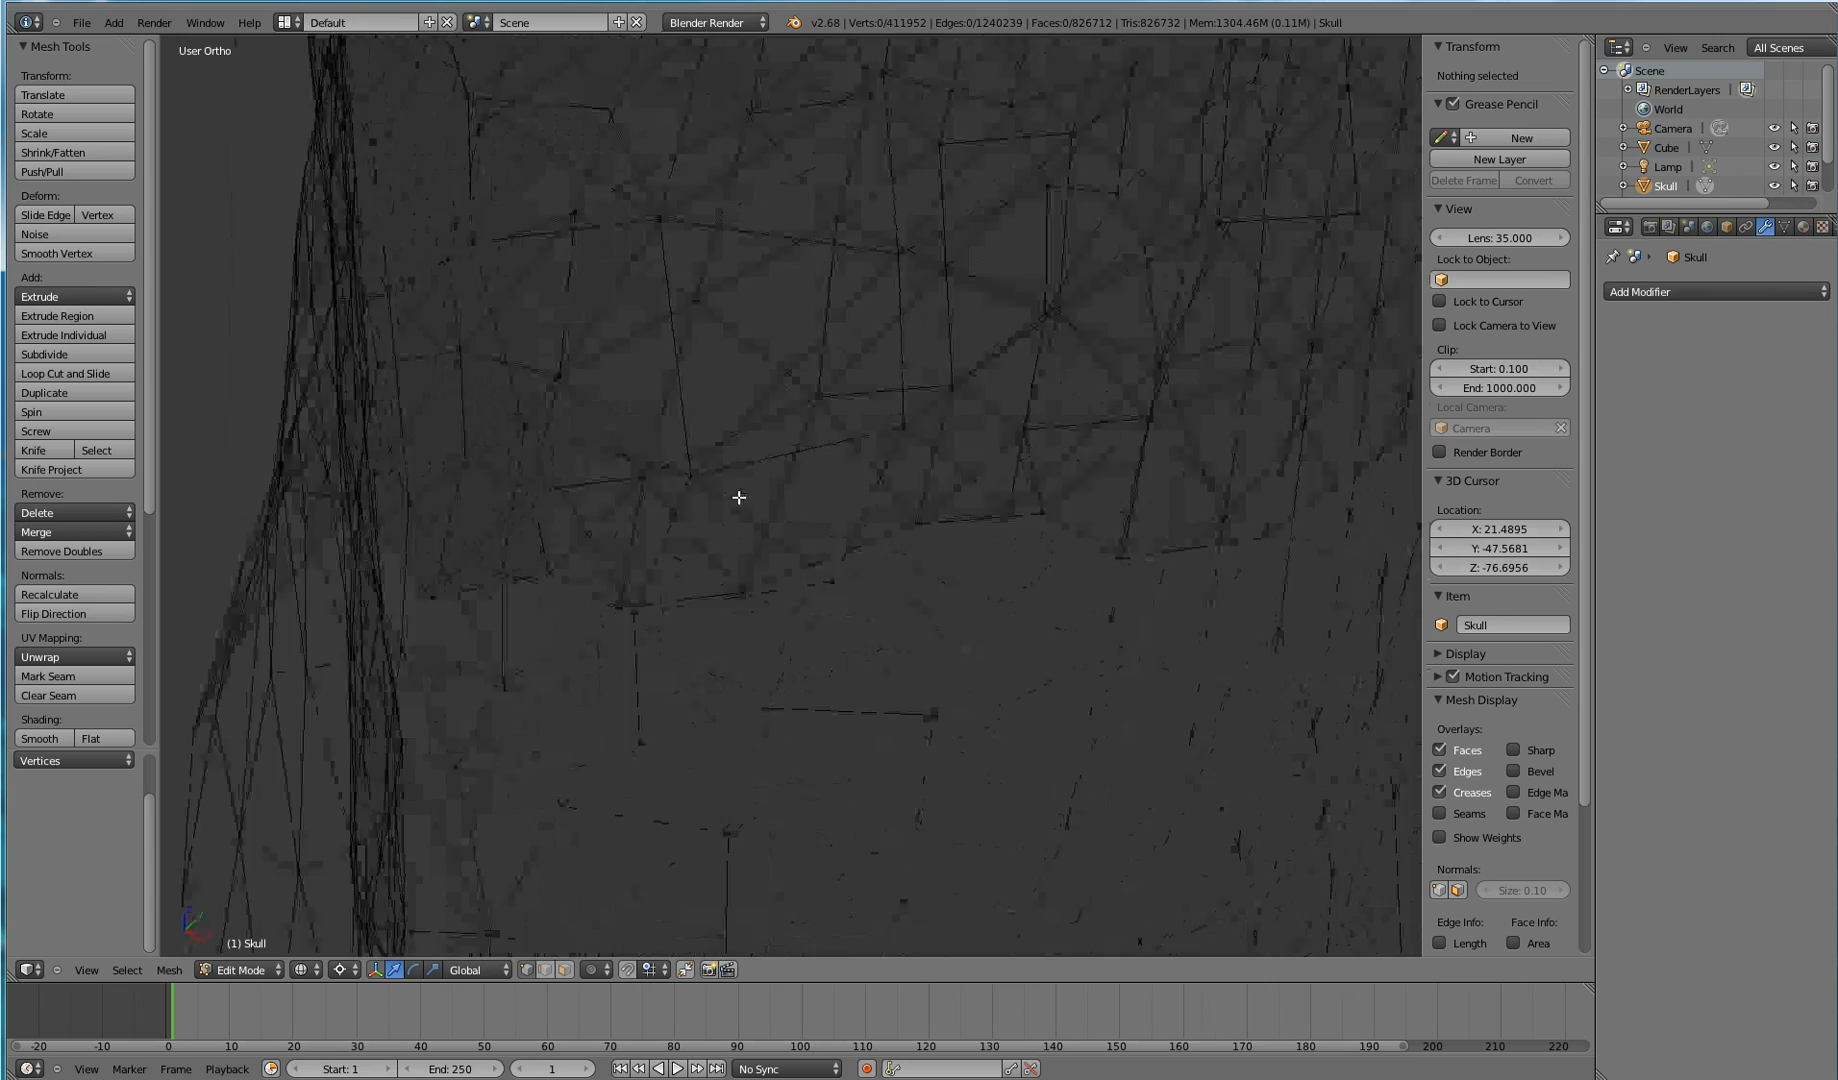 File Add Render Window Help Default Scene Blender Render v2.68 | Verts:0/411952 | Edges:0/1240239 | Faces:0/826712 | Tris:826732 | Mem:1304.46M (0.11M) | Skull
Mesh Tools
Transform:
Translate
Rotate
Scale
Shrink/Fatten
Push/Pull
Deform:
Slide Edge Vertex
Noise
Smooth Vertex
Add:
Extrude
Extrude Region
Extrude Individual
Subdivide
Loop Cut and Slide
Duplicate
Spin
Screw
Knife Select
Knife Project
Remove:
Delete
Merge
Remove Doubles
Normals:
Recalculate
Flip Direction
UV Mapping:
Unwrap
Mark Seam
Clear Seam
Shading:
Smooth Flat
Vertices
User Ortho
(1) Skull
Transform
Nothing selected
Grease Pencil
New
New Layer
Delete Frame Convert
View
Lens: 35.000
Lock to Object:
Lock to Cursor
Lock Camera to View
Clip:
Start: 0.100
End: 1000.000
Local Camera:
Camera
Render Border
3D Cursor
Location:
X: 21.4895
Y: -47.5681
Z: -76.6956
Item
Skull
Display
Motion Tracking
Mesh Display
Overlays:
Faces Sharp
Edges Bevel
Creases Edge Ma
Seams Face Ma
Show Weights
Normals:
Size: 0.10
Edge Info: Face Info:
Length Area
View Search All Scenes
Scene
RenderLayers |
World
Camera |
Cube |
Lamp |
Skull |
Skull
Add Modifier
View Select Mesh Edit Mode Global
-20 -10 0 10 20 30 40 50 60 70 80 90 100 110 120 130 140 150 160 170 180 190 200 210 220
View Marker Frame Playback Start: 1 End: 250 1 No Sync